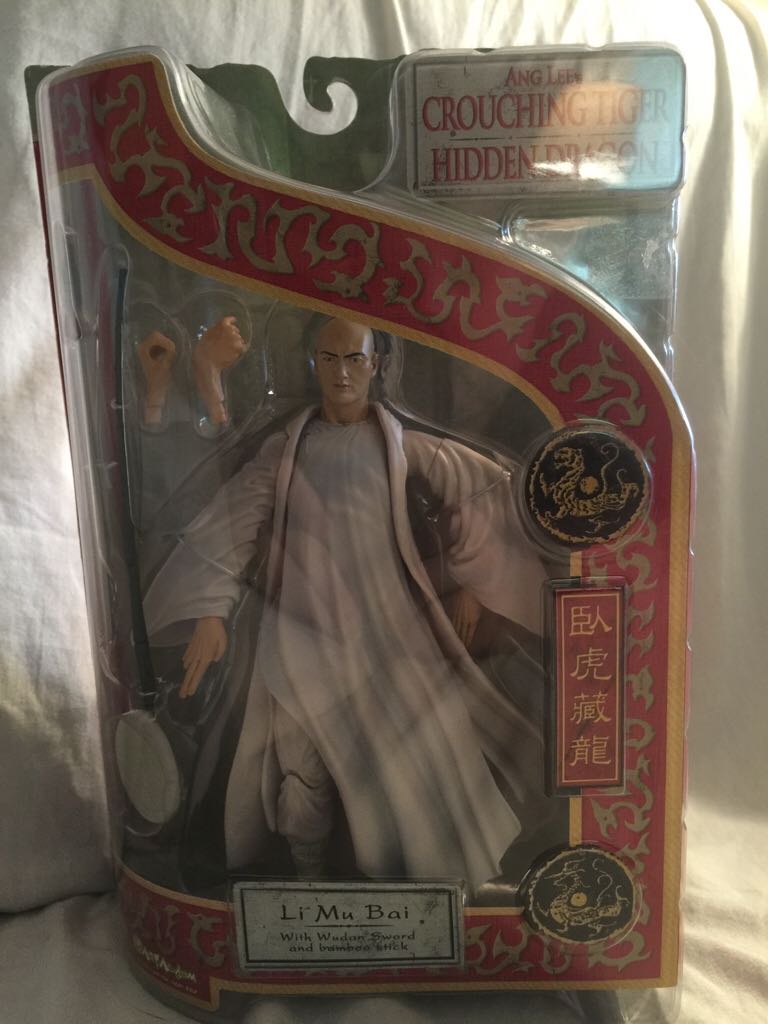 ANG LEE's
CROUCHING TIGER
HIDDEN DRAGON
臥
虎
藏
龍
Li Mu Bai
With Wudan Sword
and bamboo stick